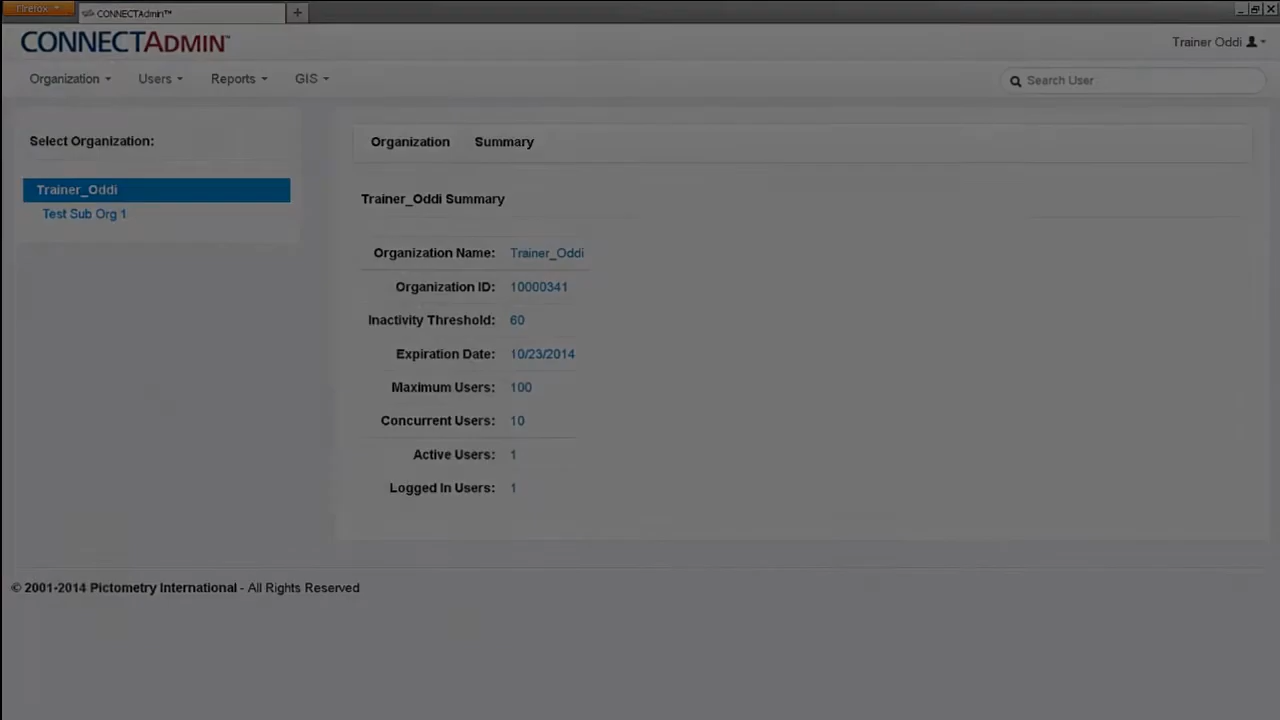 Firefox
CONNECTAdmin™
+
CONNECTADMIN™
Trainer Oddi
Organization
Users
Reports
GIS
Search User
Select Organization:
Trainer_Oddi
Test Sub Org 1
Organization
Summary
Trainer_Oddi Summary
Organization Name: Trainer_Oddi
Organization ID: 10000341
Inactivity Threshold: 60
Expiration Date: 10/23/2014
Maximum Users: 100
Concurrent Users: 10
Active Users: 1
Logged In Users: 1
© 2001-2014 Pictometry International - All Rights Reserved